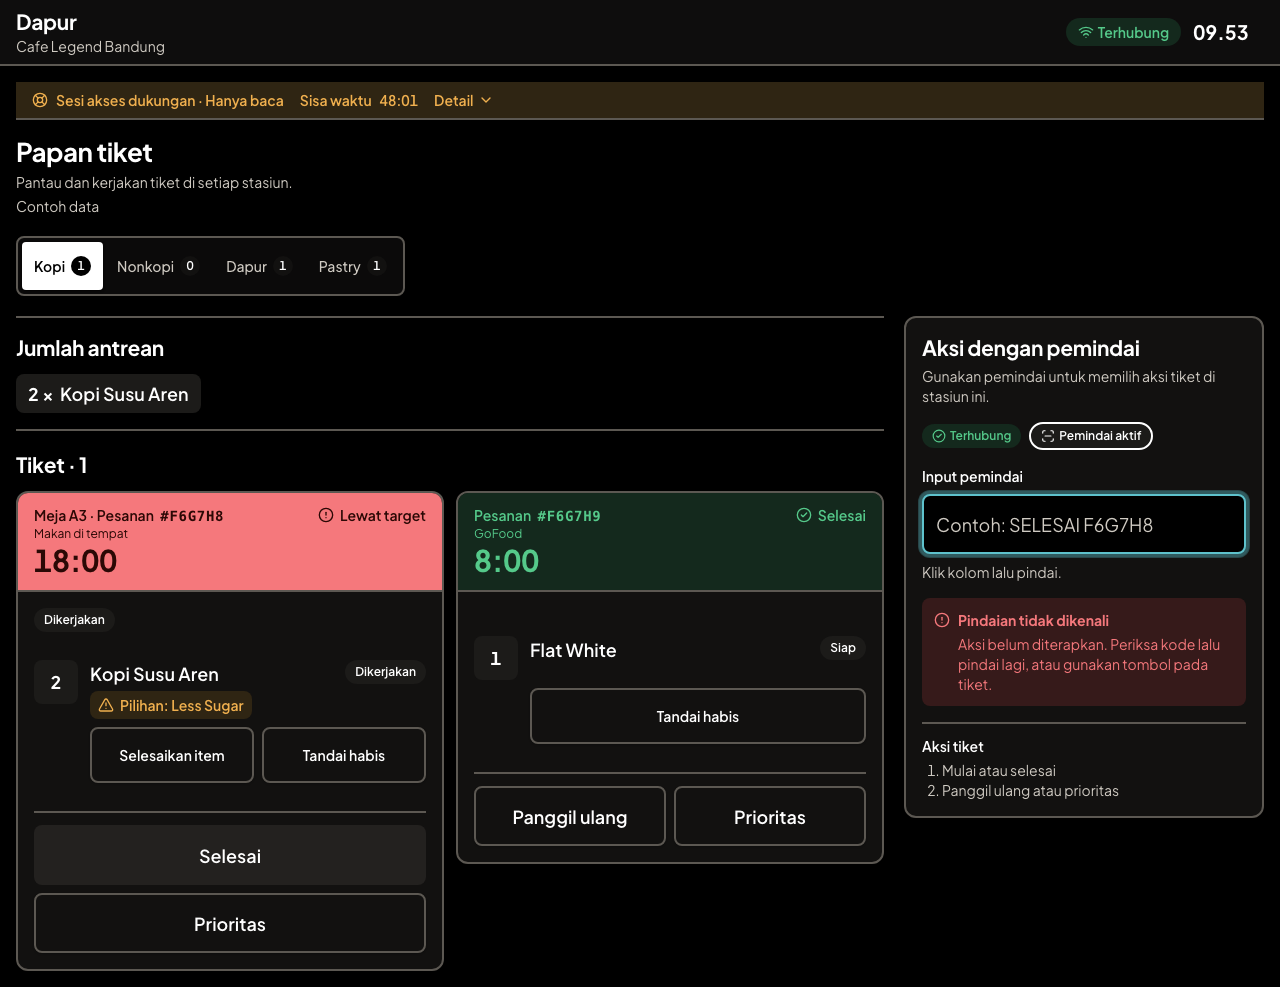 Dapur
Cafe Legend Bandung
Terhubung 09.53
Sesi akses dukungan · Hanya baca Sisa waktu 48:01 Detail
Papan tiket
Pantau dan kerjakan tiket di setiap stasiun.
Contoh data
Kopi 1 Nonkopi 0 Dapur 1 Pastry 1
Jumlah antrean
2 × Kopi Susu Aren
Tiket · 1
Meja A3 · Pesanan #F6G7H8 Lewat target
Makan di tempat
18:00
Dikerjakan
2 Kopi Susu Aren Dikerjakan
Pilihan: Less Sugar
Selesaikan item Tandai habis
Selesai
Prioritas
Pesanan #F6G7H9 Selesai
GoFood
8:00
1 Flat White Siap
Tandai habis
Panggil ulang Prioritas
Aksi dengan pemindai
Gunakan pemindai untuk memilih aksi tiket di
stasiun ini.
Terhubung Pemindai aktif
Input pemindai
Contoh: SELESAI F6G7H8
Klik kolom lalu pindai.
Pindaian tidak dikenali
Aksi belum diterapkan. Periksa kode lalu
pindai lagi, atau gunakan tombol pada
tiket.
Aksi tiket
1. Mulai atau selesai
2. Panggil ulang atau prioritas